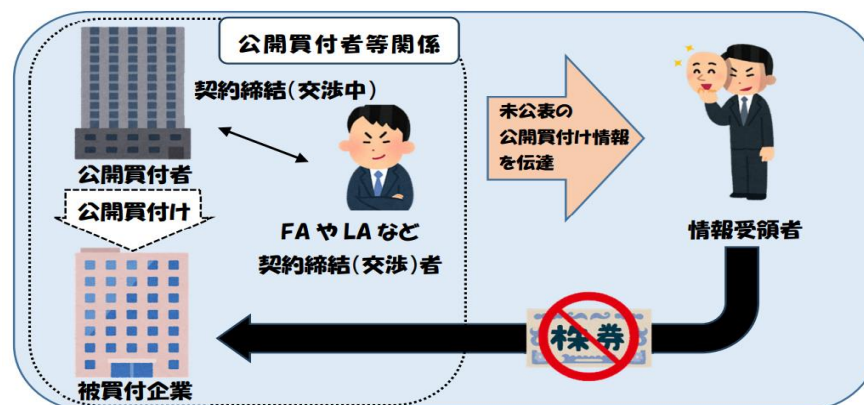 公開買付者等関係
契約締結(交渉中)
公開買付者
公開買付け
FAやLAなど
契約締結(交渉)者
被買付企業
未公表の
公開買付け情報
を伝達
情報受領者
株券